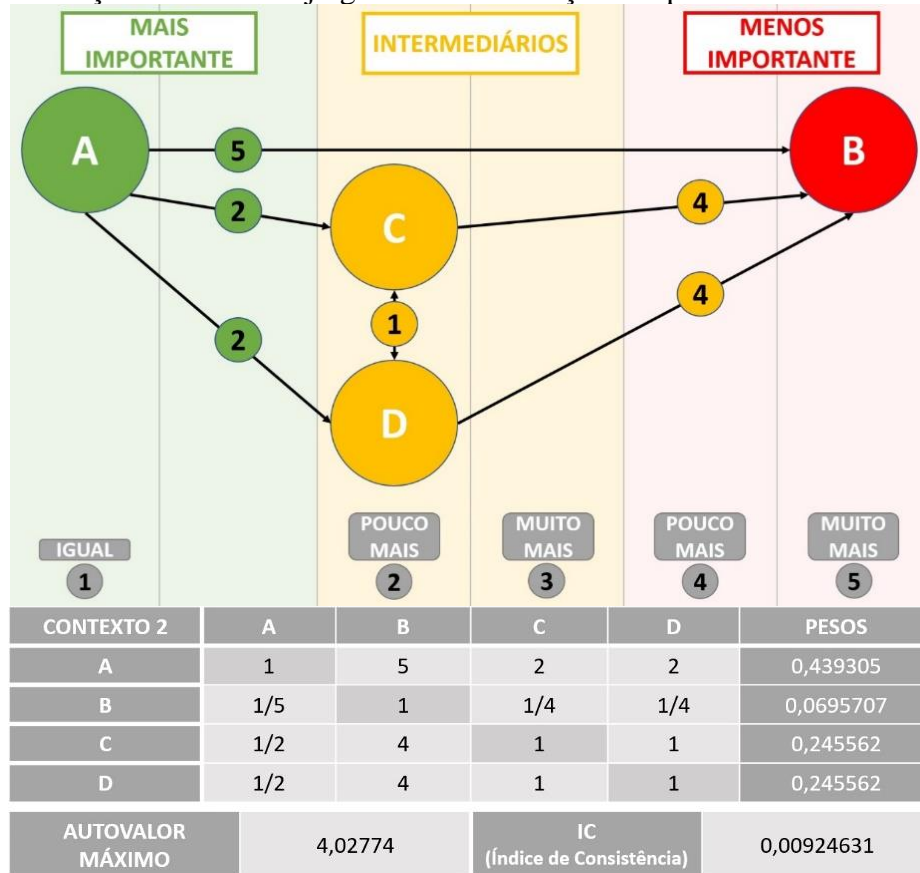 MAIS
IMPORTANTE
INTERMEDIÁRIOS
MENOS
IMPORTANTE
A
5
B
2
C
4
1
4
2
D
IGUAL
POUCO
MAIS
MUITO
MAIS
POUCO
MAIS
MUITO
MAIS
1 2 3 4 5
CONTEXTO 2 A B C D PESOS
A 1 5 2 2 0,439305
B 1/5 1 1/4 1/4 0,0695707
C 1/2 4 1 1 0,245562
D 1/2 4 1 1 0,245562
AUTOVALOR
MÁXIMO
4,02774
IC
(Índice de Consistência)
0,00924631